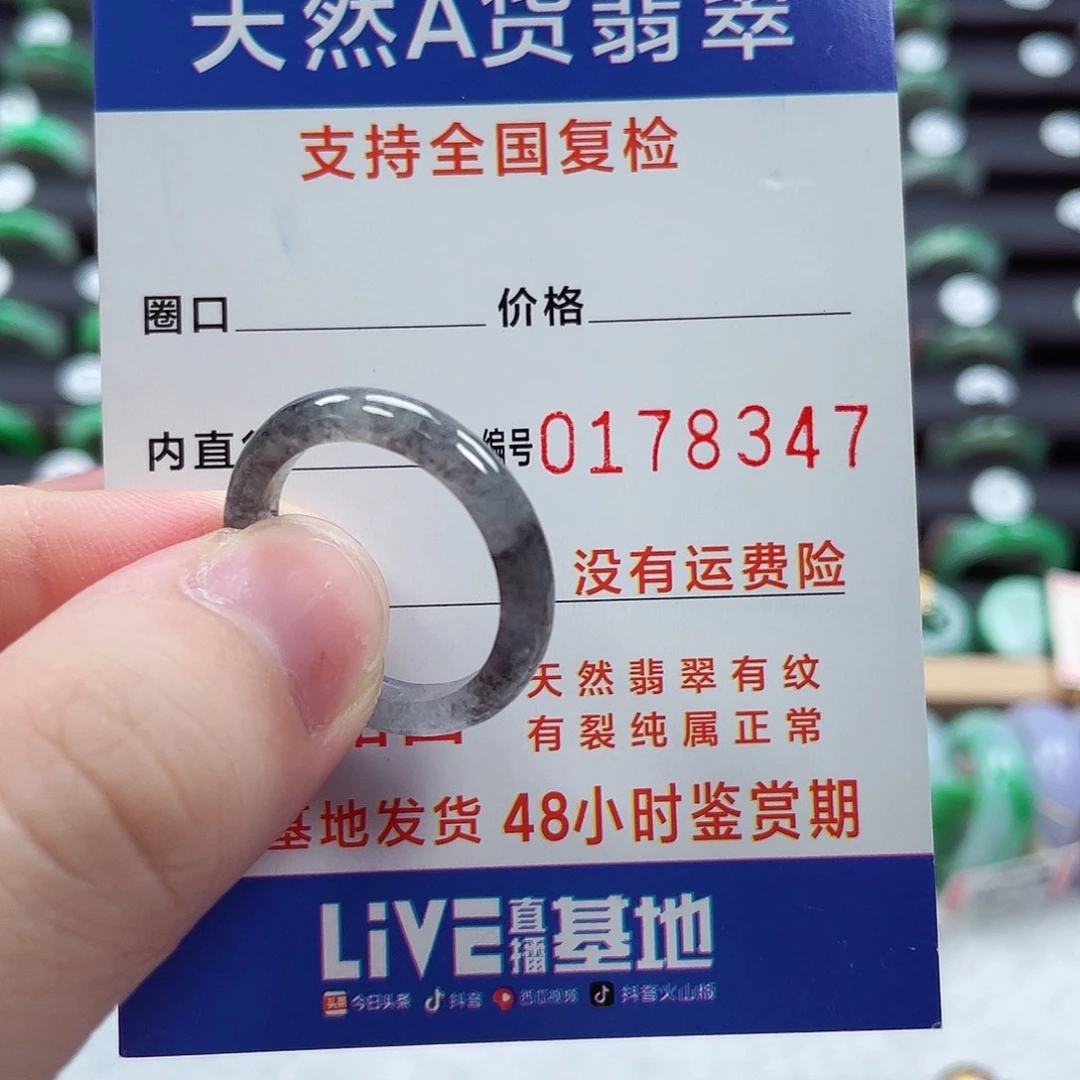 天然A货翡翠
支持全国复检
圈口 价格
内直 编号 0178347
没有运费险
天然翡翠有纹
有裂纯属正常
基地发货 48小时鉴赏期
LiVE直播基地
头条 今日头条 抖音 西瓜视频 抖音火山版